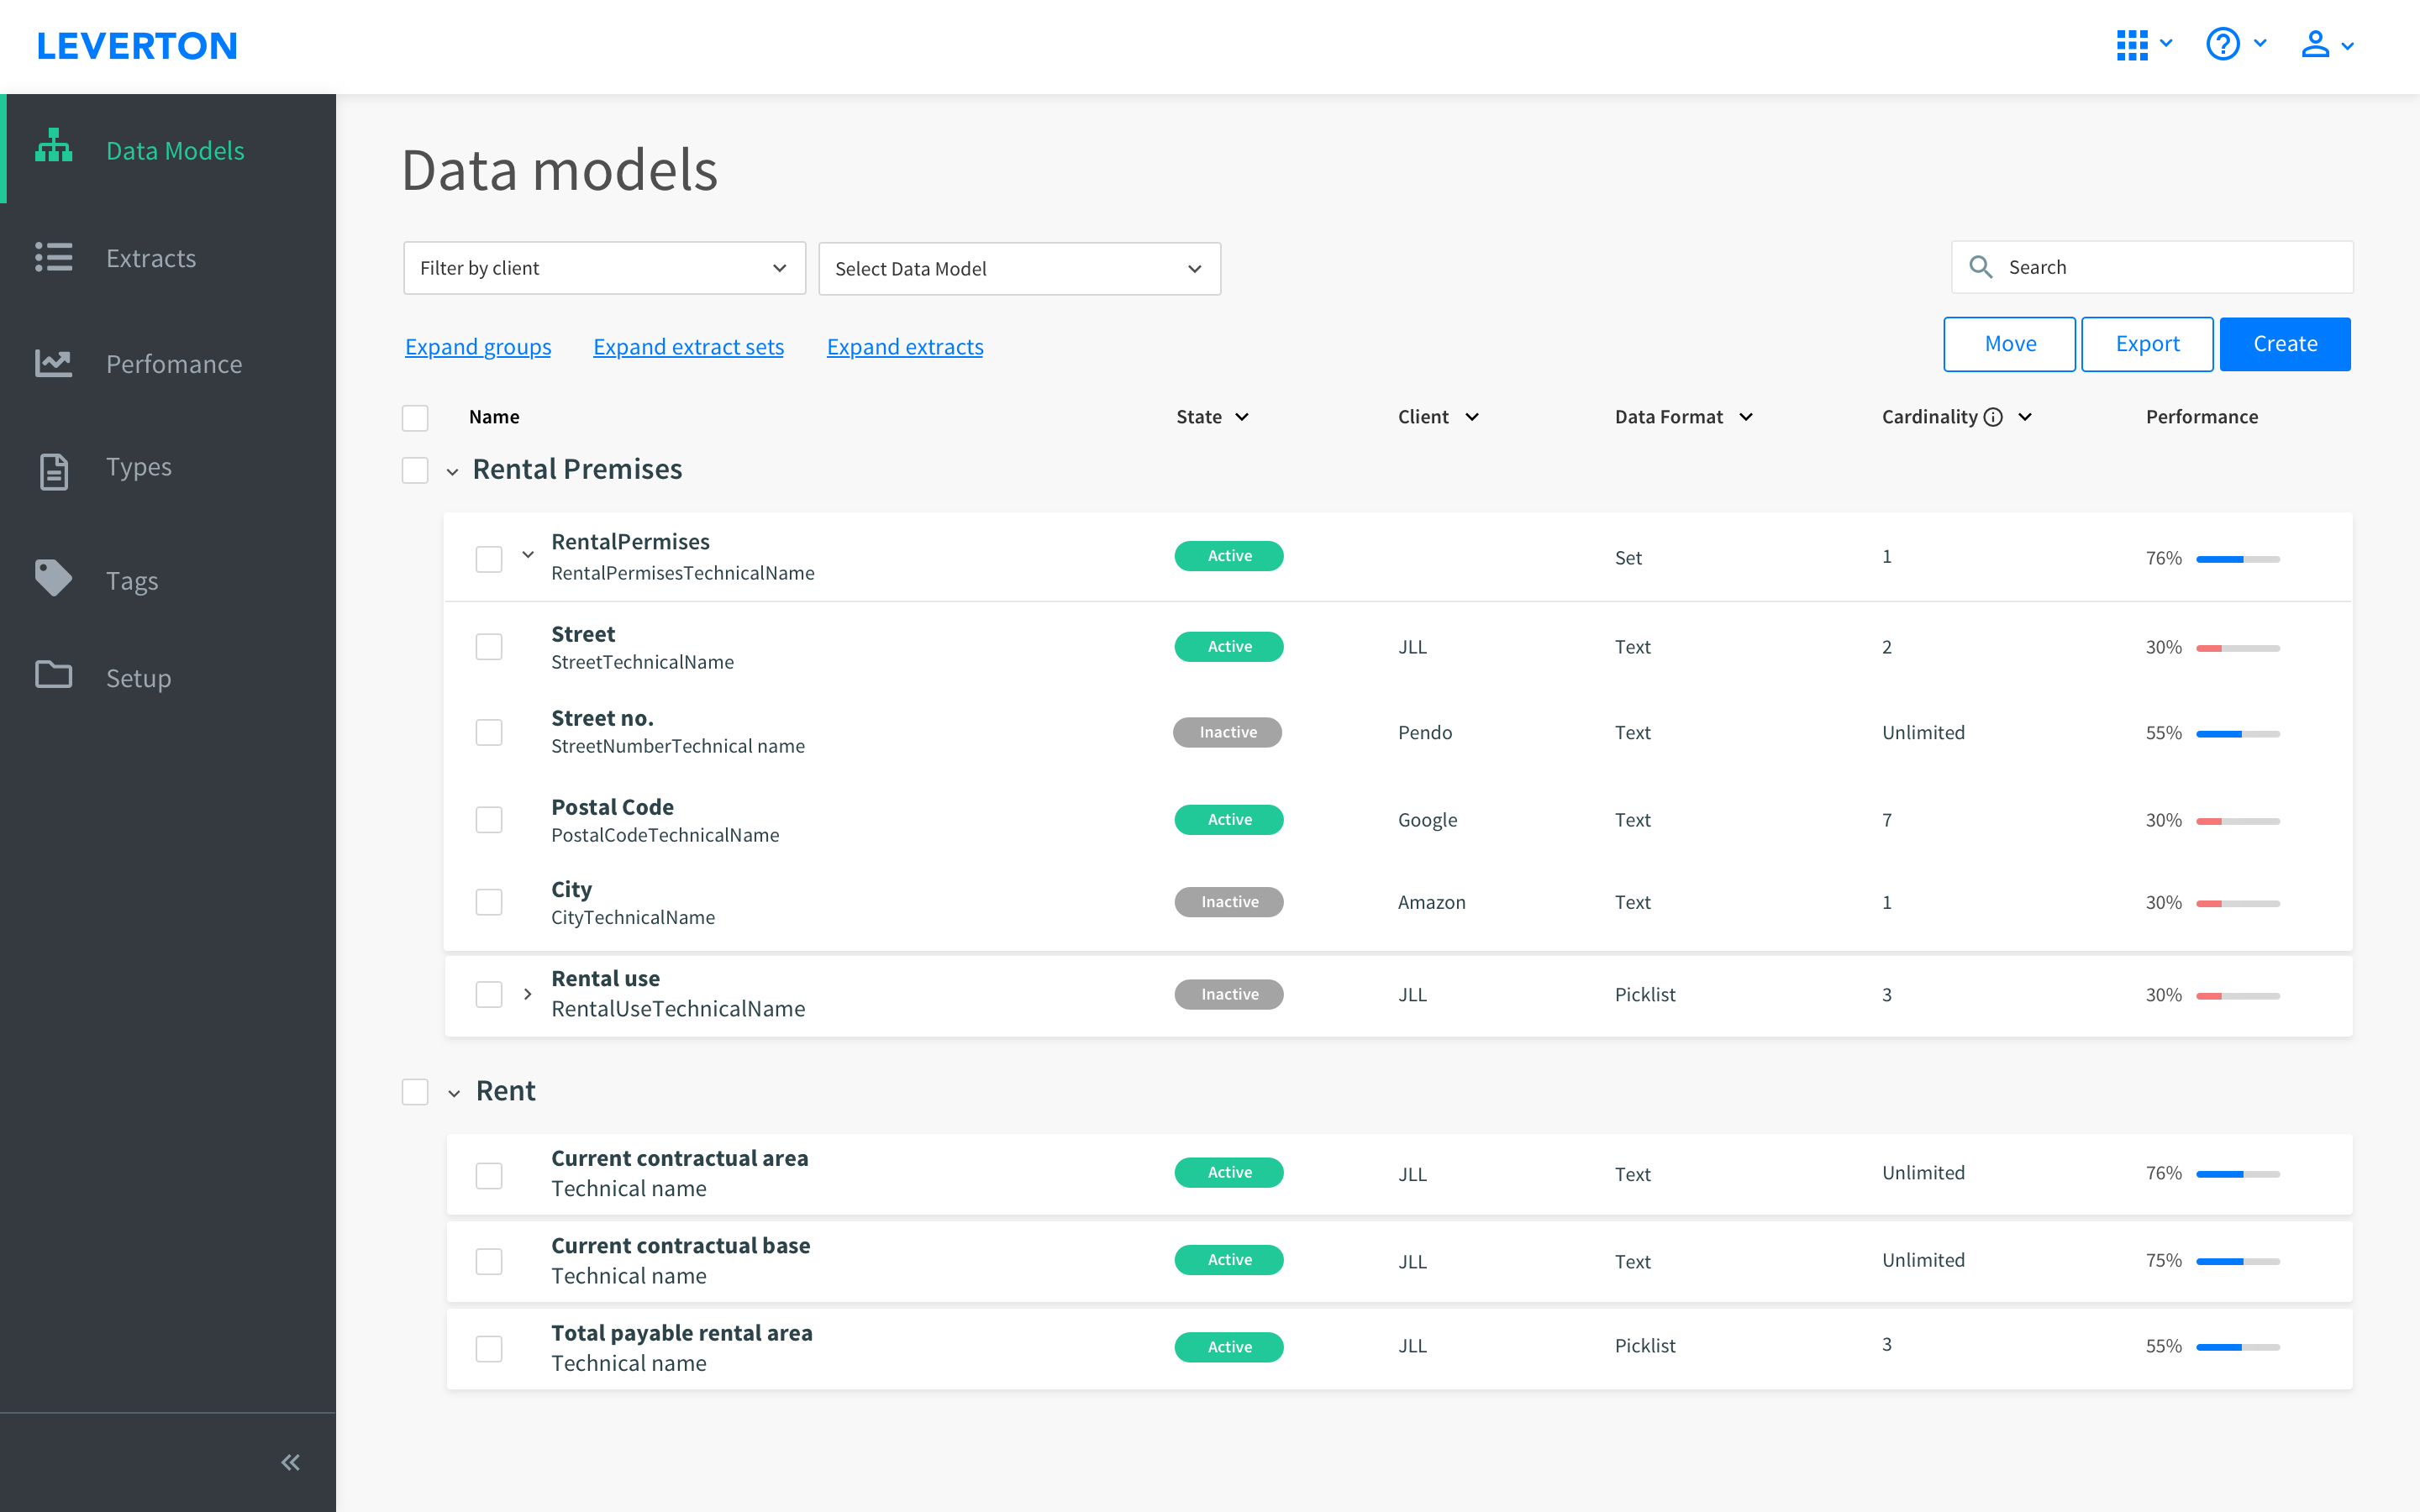 LEVERTON
Data Models
Extracts
Perfomance
Types
Tags
Setup
Data models
Filter by client
Select Data Model
Search
Expand groups Expand extract sets Expand extracts
Move Export Create
Name State Client Data Format Cardinality Performance
Rental Premises
RentalPermises
RentalPermisesTechnicalName
Active Set 1 76%
Street
StreetTechnicalName
Active JLL Text 2 30%
Street no.
StreetNumberTechnical name
Inactive Pendo Text Unlimited 55%
Postal Code
PostalCodeTechnicalName
Active Google Text 7 30%
City
CityTechnicalName
Inactive Amazon Text 1 30%
Rental use
RentalUseTechnicalName
Inactive JLL Picklist 3 30%
Rent
Current contractual area
Technical name
Active JLL Text Unlimited 76%
Current contractual base
Technical name
Active JLL Text Unlimited 75%
Total payable rental area
Technical name
Active JLL Picklist 3 55%